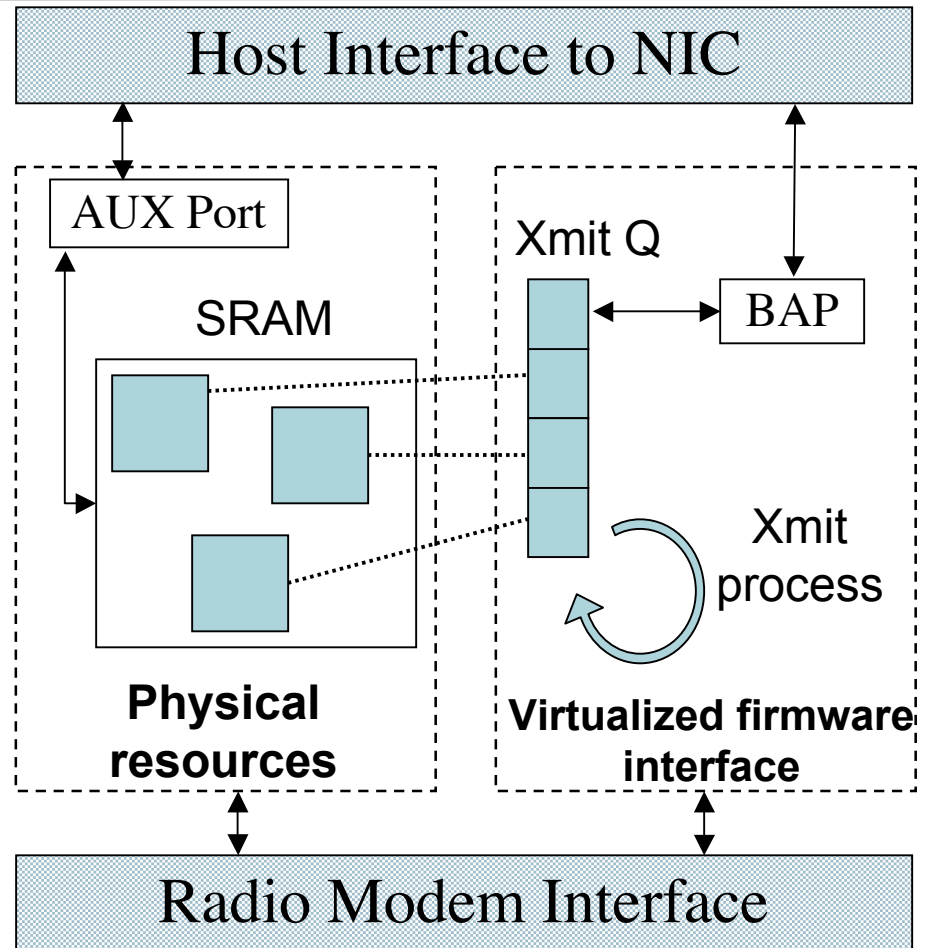 Host Interface to NIC
AUX Port
SRAM
Physical
resources
Xmit Q
BAP
Xmit
process
Virtualized firmware
interface
Radio Modem Interface